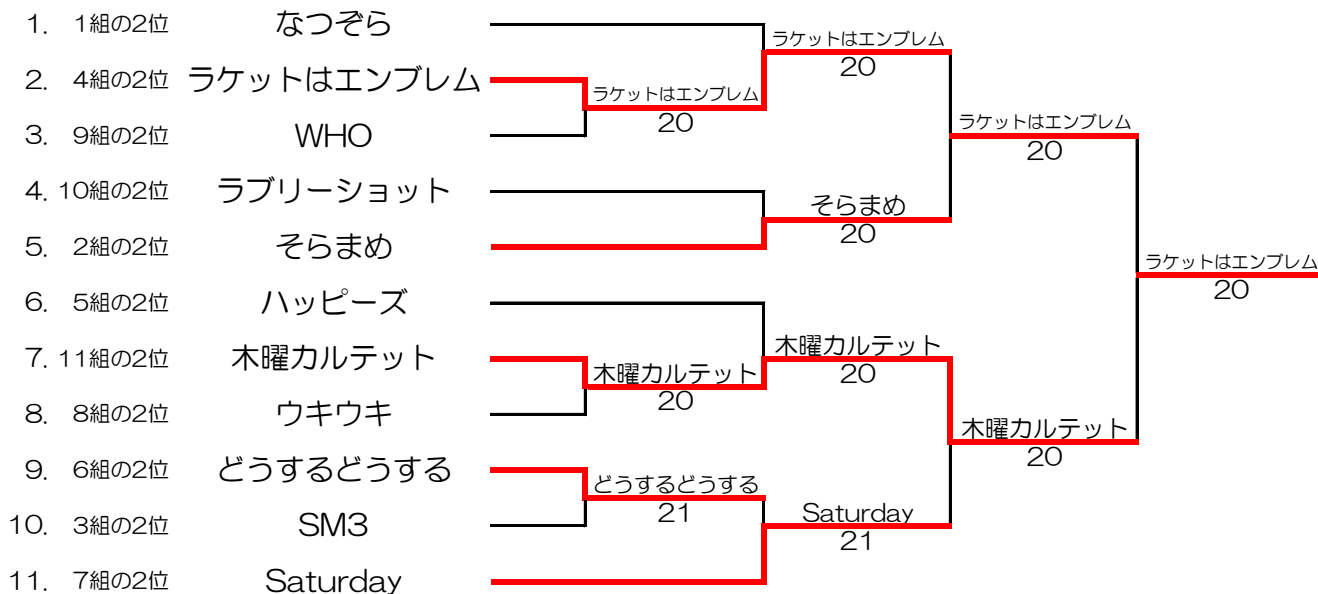 1. 1組の2位 なつぞら
2. 4組の2位 ラケットはエンブレム
3. 9組の2位 WHO
4. 10組の2位 ラブリーショット
5. 2組の2位 そらまめ
6. 5組の2位 ハッピーズ
7. 11組の2位 木曜カルテット
8. 8組の2位 ウキウキ
9. 6組の2位 どうするどうする
10. 3組の2位 SM3
11. 7組の2位 Saturday
ラケットはエンブレム
20
木曜カルテット
20
どうするどうする
21
ラケットはエンブレム
20
そらまめ
20
木曜カルテット
20
Saturday
21
ラケットはエンブレム
20
木曜カルテット
20
ラケットはエンブレム
20